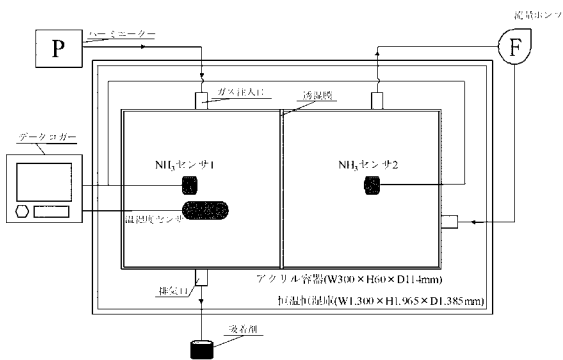 流量ポンプ
パーミエーター
P
F
ガス注入口
透湿膜
データロガー
NH₃センサ1
NH₃センサ2
温湿度センサ
アクリル容器(W300×H60×D114mm)
排気口
恒温恒湿庫(W1.300×H1.965×D1.385mm)
吸着剤